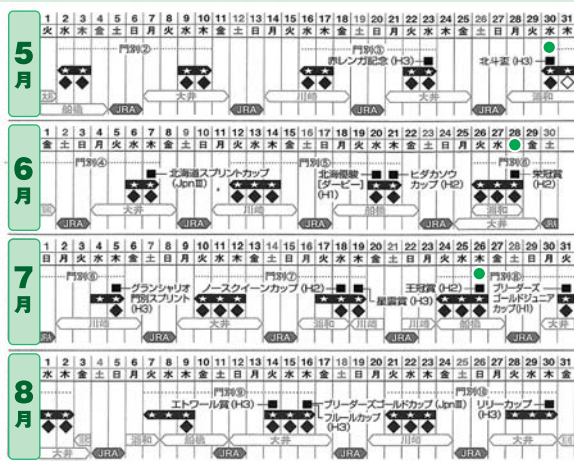 5月
1 2 3 4 5 6 7 8 9 10 11 12 13 14 15 16 17 18 19 20 21 22 23 24 25 26 27 28 29 30 31
火 水 木 金 土 日 月 火 水 木 金 土 日 月 火 水 木 金 土 日 月 火 水 木 金 土 日 月 火 水 木
門別② 門別③
赤レンガ記念(H3) 北斗盃(H3)
船橋 大井 川崎 大井 浦和
JRA JRA JRA JRA
6月
1 2 3 4 5 6 7 8 9 10 11 12 13 14 15 16 17 18 19 20 21 22 23 24 25 26 27 28 29 30
金 土 日 月 火 水 木 金 土 日 月 火 水 木 金 土 日 月 火 水 木 金 土 日 月 火 水 木 金 土
門別④ 門別⑤ 門別⑥
北海道スプリントカップ
(JpnⅢ)
北海優駿
[ダービー]
(H1)
ヒダカソウ
カップ(H2)
栄冠賞
(H2)
大井 川崎 船橋 浦和
大井
JRA JRA JRA JRA
7月
1 2 3 4 5 6 7 8 9 10 11 12 13 14 15 16 17 18 19 20 21 22 23 24 25 26 27 28 29 30 31
日 月 火 水 木 金 土 日 月 火 水 木 金 土 日 月 火 水 木 金 土 日 月 火 水 木 金 土 日 月 火
門別⑥ 門別⑦ 門別⑧
グランシャリオ
門別スプリント
(H3)
ノースクイーンカップ(H2)
星雲賞(H3)
王冠賞(H2)
ブリーダーズ
ゴールドジュニア
カップ(H1)
川崎 大井 浦和 川崎 船橋 大井
JRA JRA JRA JRA
8月
1 2 3 4 5 6 7 8 9 10 11 12 13 14 15 16 17 18 19 20 21 22 23 24 25 26 27 28 29 30 31
水 木 金 土 日 月 火 水 木 金 土 日 月 火 水 木 金 土 日 月 火 水 木 金 土 日 月 火 水 木 金
門別⑨ 門別⑩
エトワール賞(H3)
ブリーダーズゴールドカップ(JpnⅢ)
フルールカップ
(H3)
リリーカップ
(H3)
大井 浦和 船橋 大井 川崎 大井
JRA JRA JRA JRA